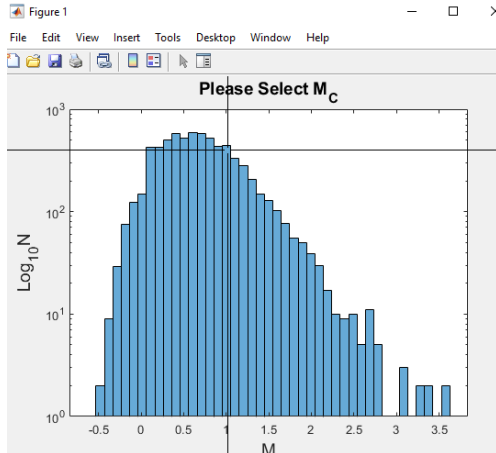 Figure 1
File Edit View Insert Tools Desktop Window Help
Please Select M_C
10^3
10^2
10^1
10^0
Log_10 N
-0.5 0 0.5 1 1.5 2 2.5 3 3.5
M